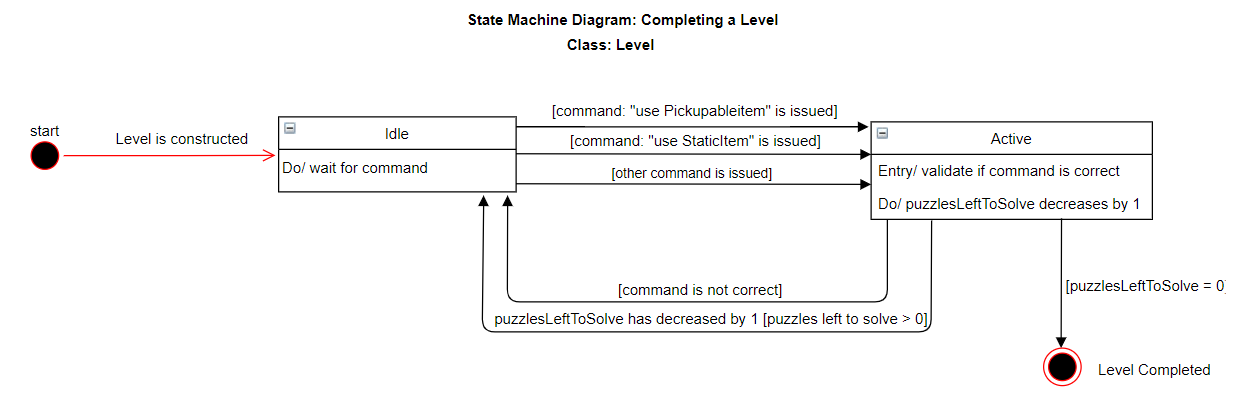 State Machine Diagram: Completing a Level
Class: Level
start
Level is constructed
Idle
Do/ wait for command
[command: "use Pickupableitem" is issued]
[command: "use StaticItem" is issued]
[other command is issued]
Active
Entry/ validate if command is correct
Do/ puzzlesLeftToSolve decreases by 1
[command is not correct]
puzzlesLeftToSolve has decreased by 1 [puzzles left to solve > 0]
[puzzlesLeftToSolve = 0]
Level Completed